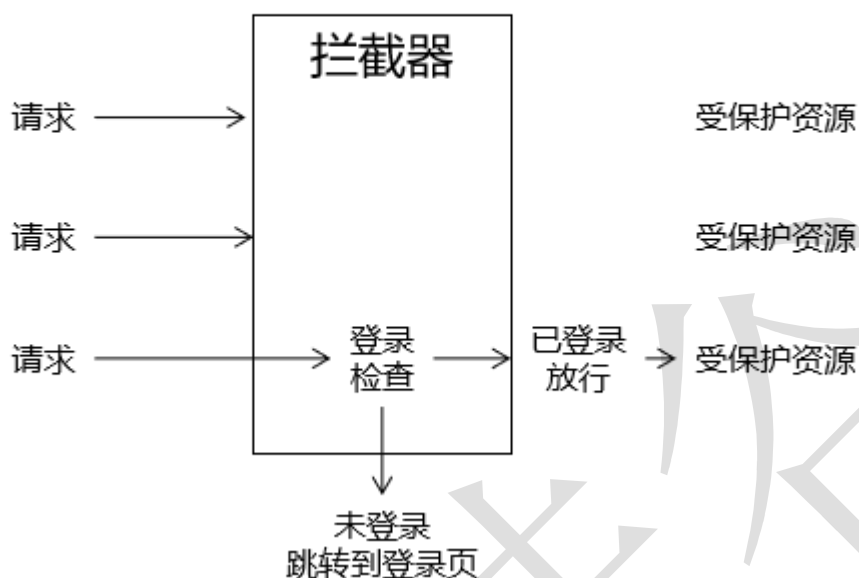 拦截器
请求
受保护资源
请求
受保护资源
请求
登录
检查
已登录
放行
受保护资源
未登录
跳转到登录页